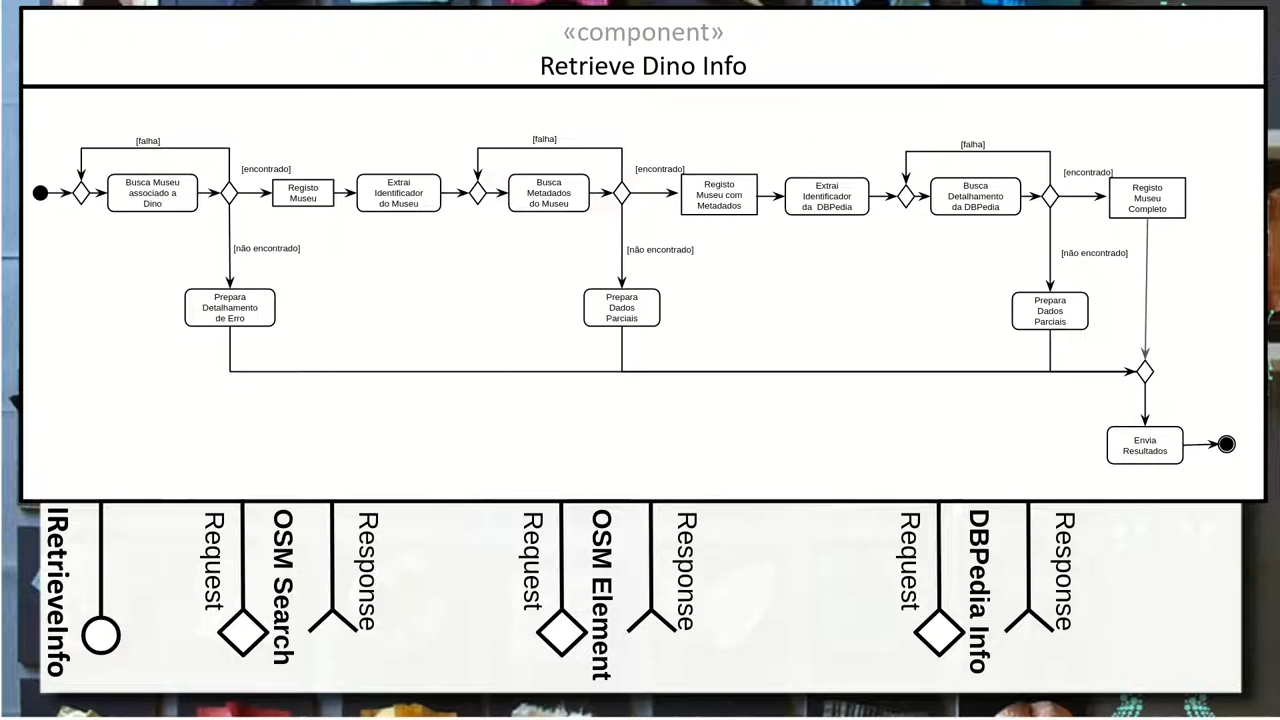 «component»
Retrieve Dino Info
[falha]
[falha]
[falha]
[encontrado]
[encontrado]
[encontrado]
Busca Museu
associado a
Dino
Registo
Museu
Extrai
Identificador
do Museu
Busca
Metadados
do Museu
Registo
Museu com
Metadados
Extrai
Identificador
da DBPedia
Busca
Detalhamento
da DBPedia
Registo
Museu
Completo
[não encontrado]
[não encontrado]
[não encontrado]
Prepara
Detalhamento
de Erro
Prepara
Dados
Parciais
Prepara
Dados
Parciais
Envia
Resultados
IRetrieveInfo
Request
OSM Search
Response
Request
OSM Element
Response
Request
DBPedia Info
Response